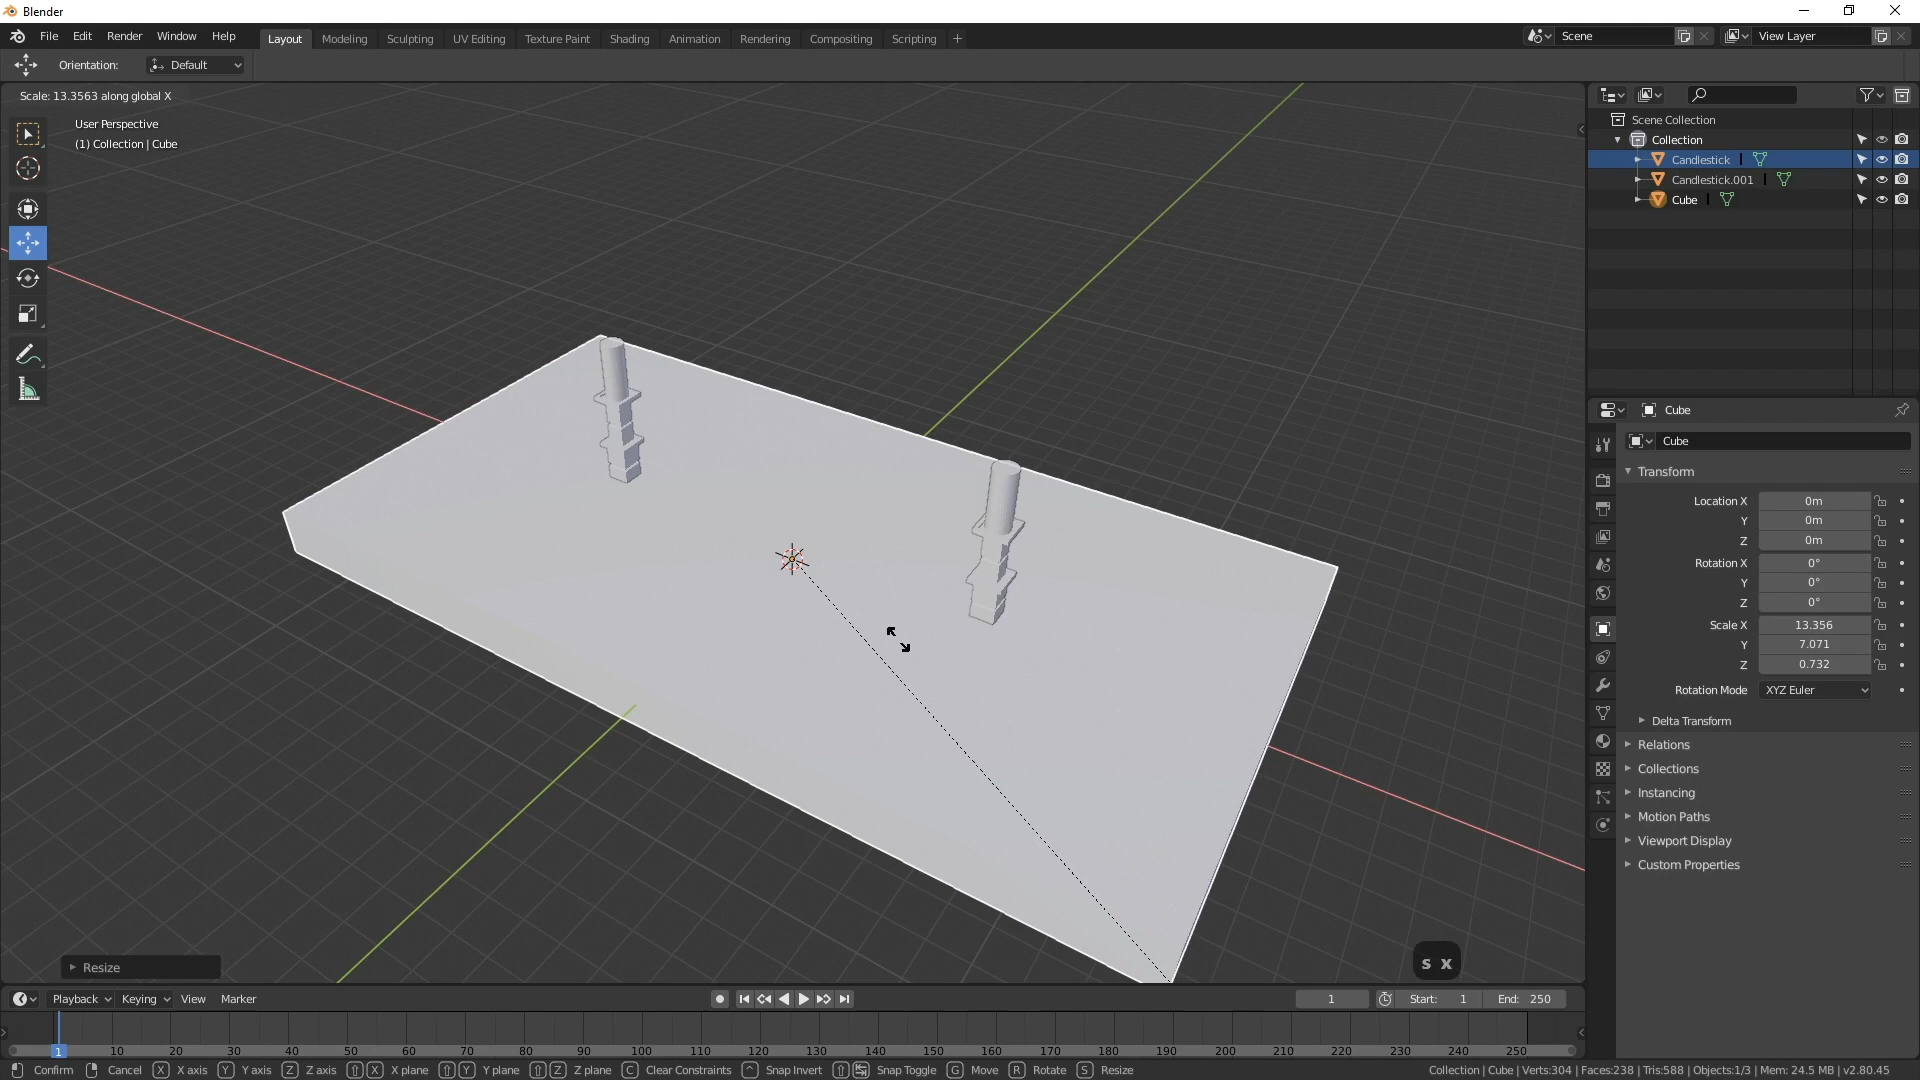 Blender
File Edit Render Window Help
Layout Modeling Sculpting UV Editing Texture Paint Shading Animation Rendering Compositing Scripting +
Scene
View Layer
Orientation: Default
Scale: 13.3563 along global X
User Perspective
(1) Collection | Cube
Scene Collection
Collection
Candlestick
Candlestick.001
Cube
Cube
Cube
Transform
Location X 0m
Y 0m
Z 0m
Rotation X 0°
Y 0°
Z 0°
Scale X 13.356
Y 7.071
Z 0.732
Rotation Mode XYZ Euler
Delta Transform
Relations
Collections
Instancing
Motion Paths
Viewport Display
Custom Properties
Resize
s x
Playback Keying View Marker
1 Start: 1 End: 250
1 10 20 30 40 50 60 70 80 90 100 110 120 130 140 150 160 170 180 190 200 210 220 230 240 250
Confirm Cancel X X axis Y Y axis Z Z axis X X plane Y Y plane Z Z plane C Clear Constraints Snap Invert Snap Toggle G Move R Rotate S Resize
Collection | Cube | Verts:304 | Faces:238 | Tris:588 | Objects:1/3 | Mem: 24.5 MB | v2.80.45